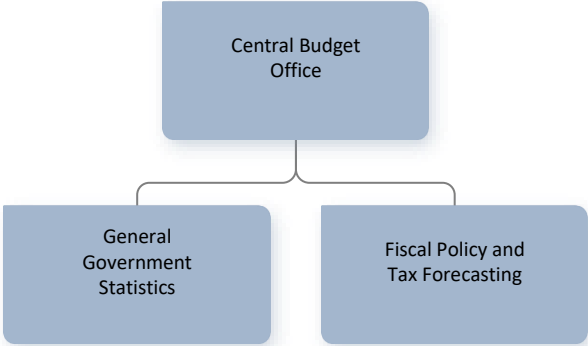 Central Budget
Office
General
Government
Statistics
Fiscal Policy and
Tax Forecasting